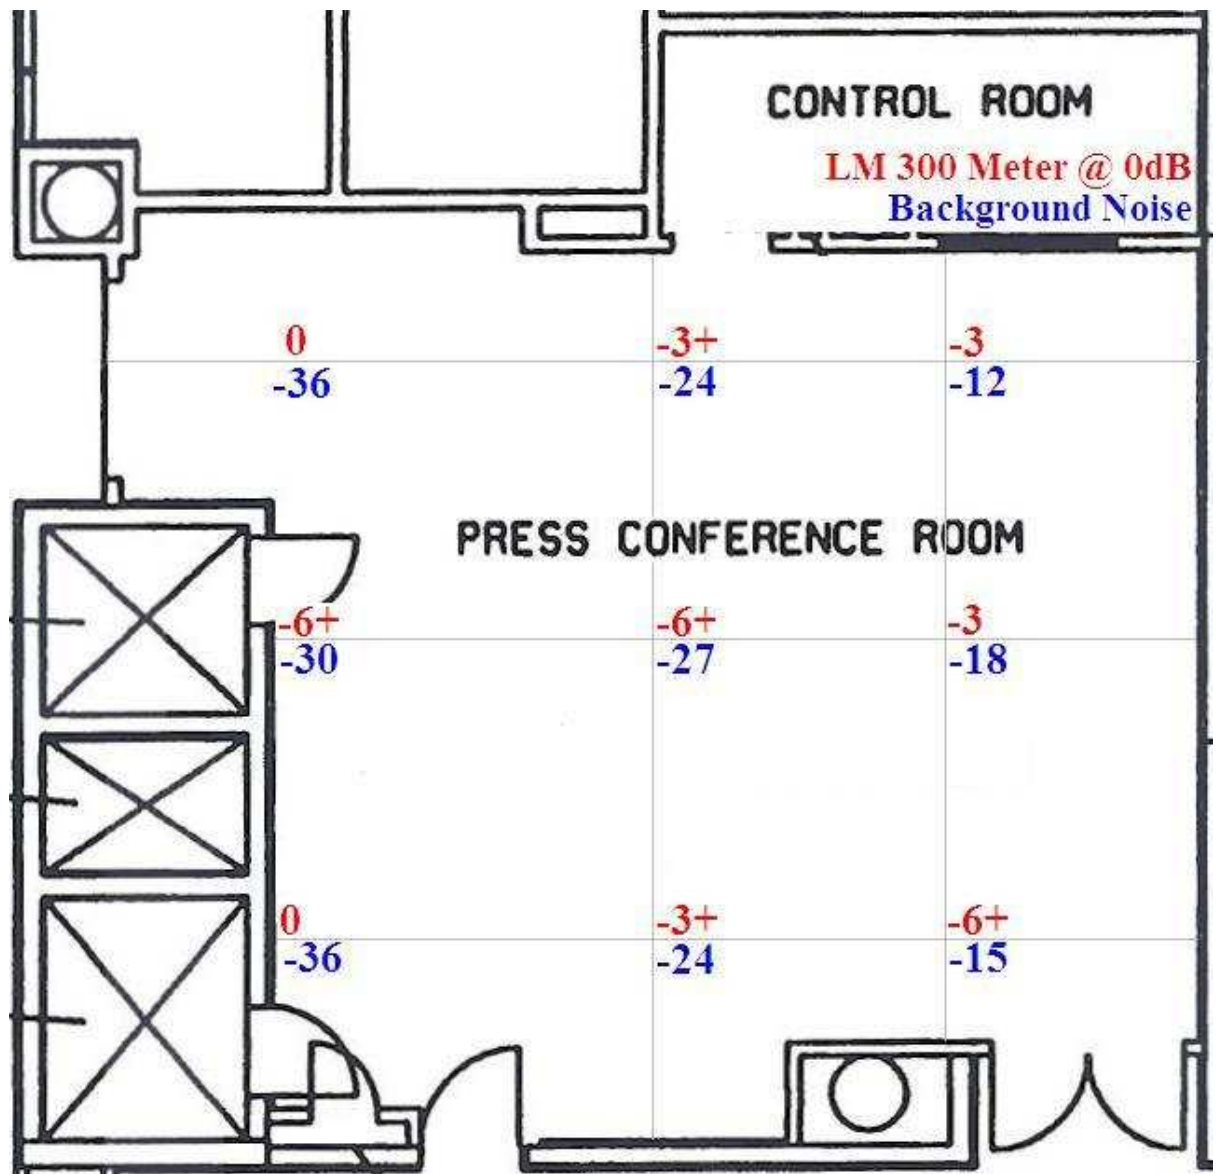 CONTROL ROOM
LM 300 Meter @ 0dB
Background Noise
0 -3+ -3
-36 -24 -12
PRESS CONFERENCE ROOM
-6+ -6+ -3
-30 -27 -18
0 -3+ -6+
-36 -24 -15